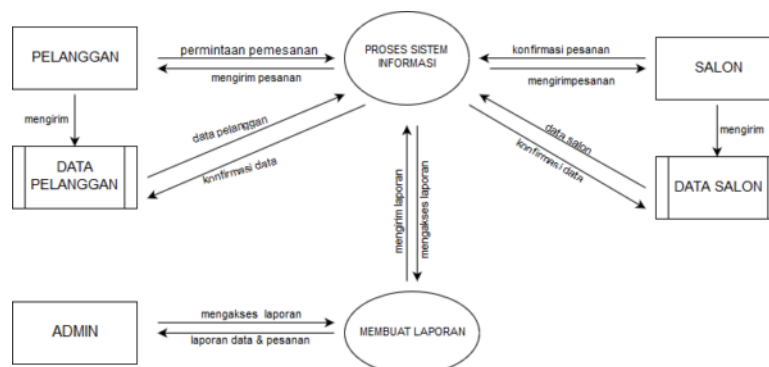 PELANGGAN
permintaan pemesanan
mengirim pesanan
PROSES SISTEM
INFORMASI
konfirmasi pesanan
mengirimpesanan
SALON
mengirim
data pelanggan
konfirmasi data
data salon
konfirmasi data
mengirim
DATA
PELANGGAN
DATA SALON
mengirim laporan
mengakses laporan
ADMIN
mengakses laporan
laporan data & pesanan
MEMBUAT LAPORAN